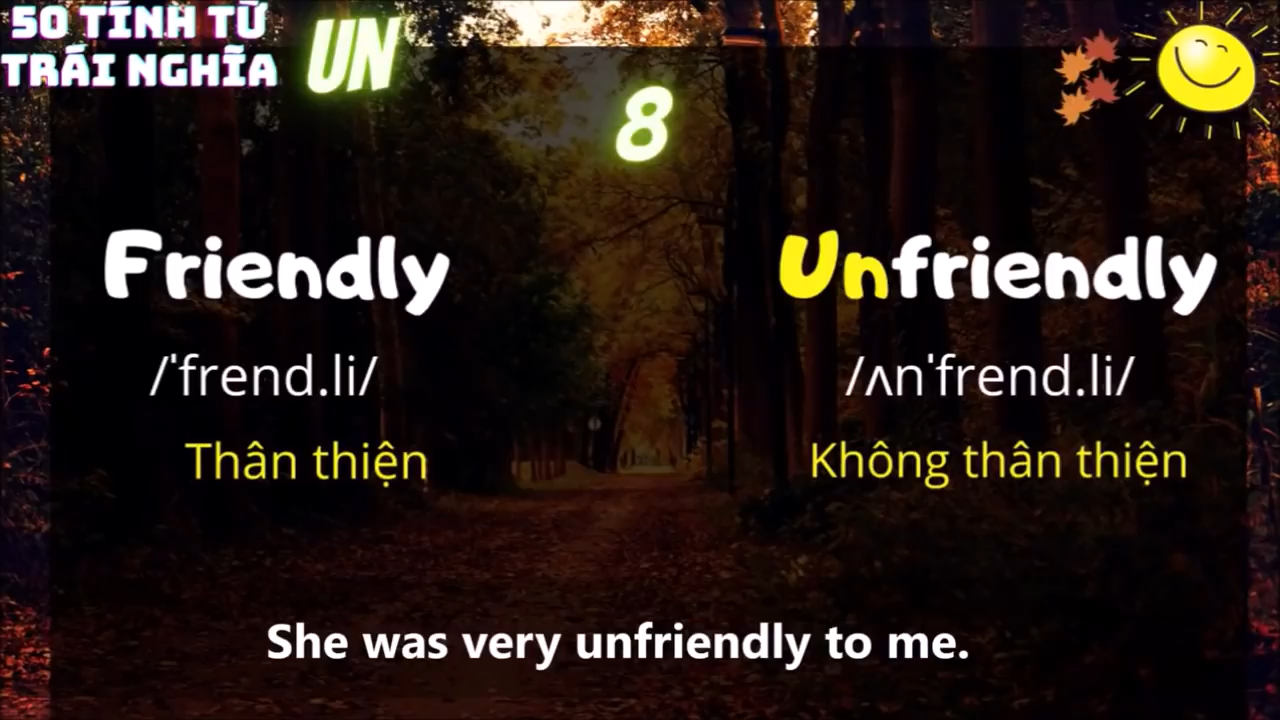 50 TÍNH TỪ
TRÁI NGHĨA
UN
8
Friendly
Unfriendly
/ˈfrend.li/
/ʌnˈfrend.li/
Thân thiện
Không thân thiện
She was very unfriendly to me.